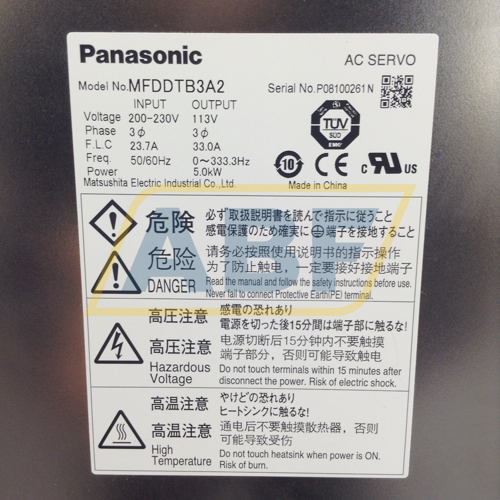 Panasonic
AC SERVO
Model No.MFDDTB3A2
Serial No.P08100261N
INPUT OUTPUT
Voltage 200-230V 113V
Phase 3φ 3φ
F.L.C 23.7A 33.0A
Freq. 50/60Hz 0~333.3Hz
Power 5.0kW
Matsushita Electric Industrial Co.,Ltd.
TÜV
SÜD
EMC
10
c us
Made in China
危険
必ず取扱説明書を読んで指示に従うこと
感電保護のため確実に端子を接地すること
危险
请务必按照使用说明书的指示操作
为了防止触电，一定要接好接地端子
DANGER
Read the manual and follow the safety instructions before use.
Never fail to connect Protective Earth(PE) terminal.
高圧注意
感電の恐れあり
電源を切った後15分間は端子部に触るな!
高压注意
电源切断后15分钟内不要触摸
端子部分，否则可能导致触电
Hazardous
Voltage
Do not touch terminals within 15 minutes after
disconnect the power. Risk of electric shock.
高温注意
やけどの恐れあり
ヒートシンクに触るな!
高温注意
通电后不要触摸散热器，否则
可能导致受伤
High
Temperature
Do not touch heatsink when power is ON.
Risk of burn.
ABF